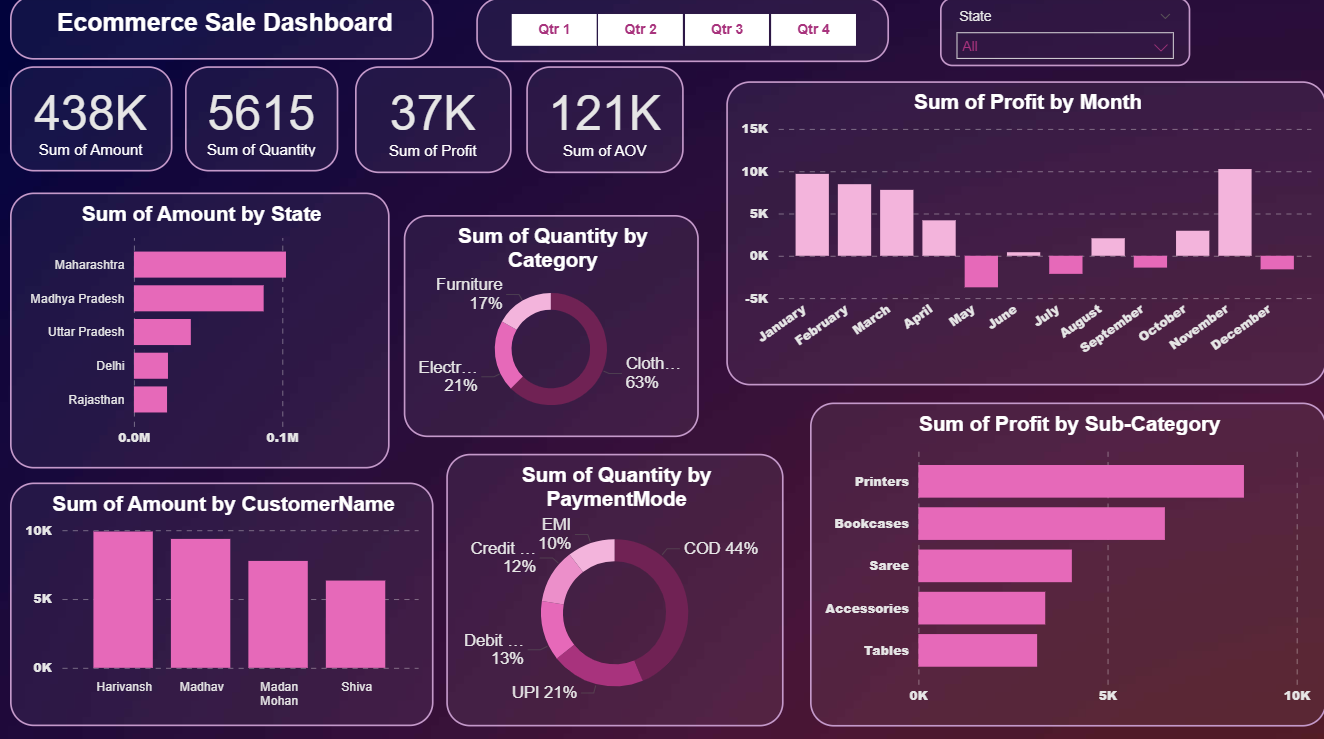 Ecommerce Sale Dashboard
Qtr 1 Qtr 2 Qtr 3 Qtr 4
State
All
438K
Sum of Amount
5615
Sum of Quantity
37K
Sum of Profit
121K
Sum of AOV
Sum of Profit by Month
15K
10K
5K
0K
-5K
January February March April May June July August September October November December
Sum of Amount by State
Maharashtra
Madhya Pradesh
Uttar Pradesh
Delhi
Rajasthan
0.0M 0.1M
Sum of Quantity by
Category
Furniture
17%
Electr...
21%
Cloth...
63%
Sum of Amount by CustomerName
10K
5K
0K
Harivansh Madhav Madan Shiva
Mohan
Sum of Quantity by
PaymentMode
EMI
10%
Credit ...
12%
COD 44%
Debit ...
13%
UPI 21%
Sum of Profit by Sub-Category
Printers
Bookcases
Saree
Accessories
Tables
0K 5K 10K